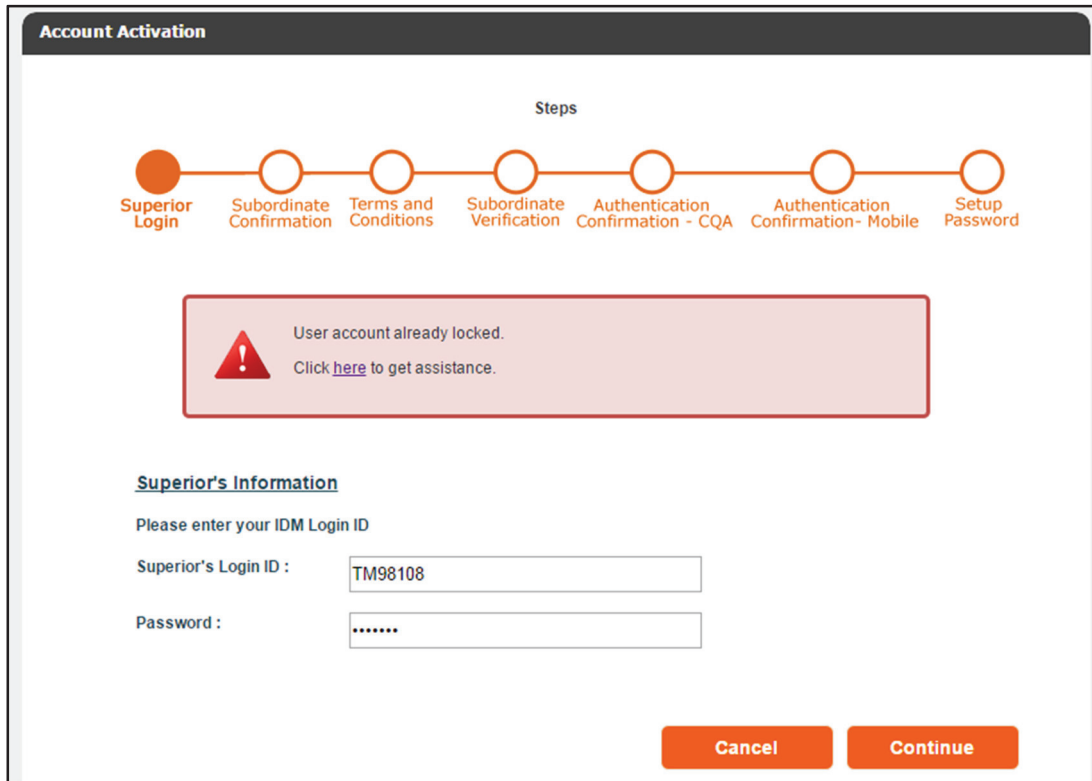 Account Activation
Steps
Superior Login
Subordinate Confirmation
Terms and Conditions
Subordinate Verification
Authentication Confirmation - CQA
Authentication Confirmation- Mobile
Setup Password
!
User account already locked.
Click here to get assistance.
Superior's Information
Please enter your IDM Login ID
Superior's Login ID : TM98108
Password : •••••••
Cancel Continue